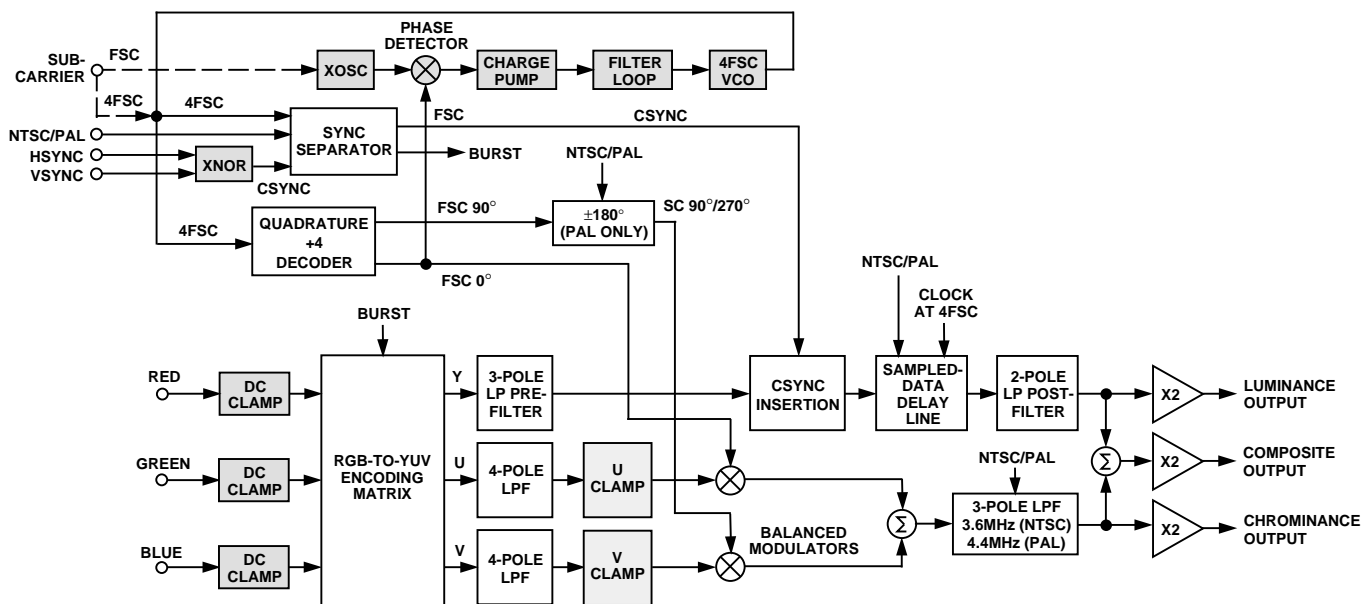 PHASE
DETECTOR
SUB-
CARRIER
FSC
XOSC
CHARGE
PUMP
FILTER
LOOP
4FSC
VCO
4FSC
4FSC
FSC
CSYNC
NTSC/PAL
HSYNC
VSYNC
XNOR
CSYNC
SYNC
SEPARATOR
BURST
NTSC/PAL
4FSC
QUADRATURE
+4
DECODER
FSC 90°
±180°
(PAL ONLY)
SC 90°/270°
FSC 0°
NTSC/PAL
CLOCK
AT 4FSC
BURST
RED
DC
CLAMP
GREEN
DC
CLAMP
BLUE
DC
CLAMP
RGB-TO-YUV
ENCODING
MATRIX
Y
3-POLE
LP PRE-
FILTER
U
4-POLE
LPF
U
CLAMP
V
4-POLE
LPF
V
CLAMP
CSYNC
INSERTION
SAMPLED-
DATA
DELAY
LINE
2-POLE
LP POST-
FILTER
X2
LUMINANCE
OUTPUT
Σ
X2
COMPOSITE
OUTPUT
BALANCED
MODULATORS
Σ
NTSC/PAL
3-POLE LPF
3.6MHz (NTSC)
4.4MHz (PAL)
X2
CHROMINANCE
OUTPUT